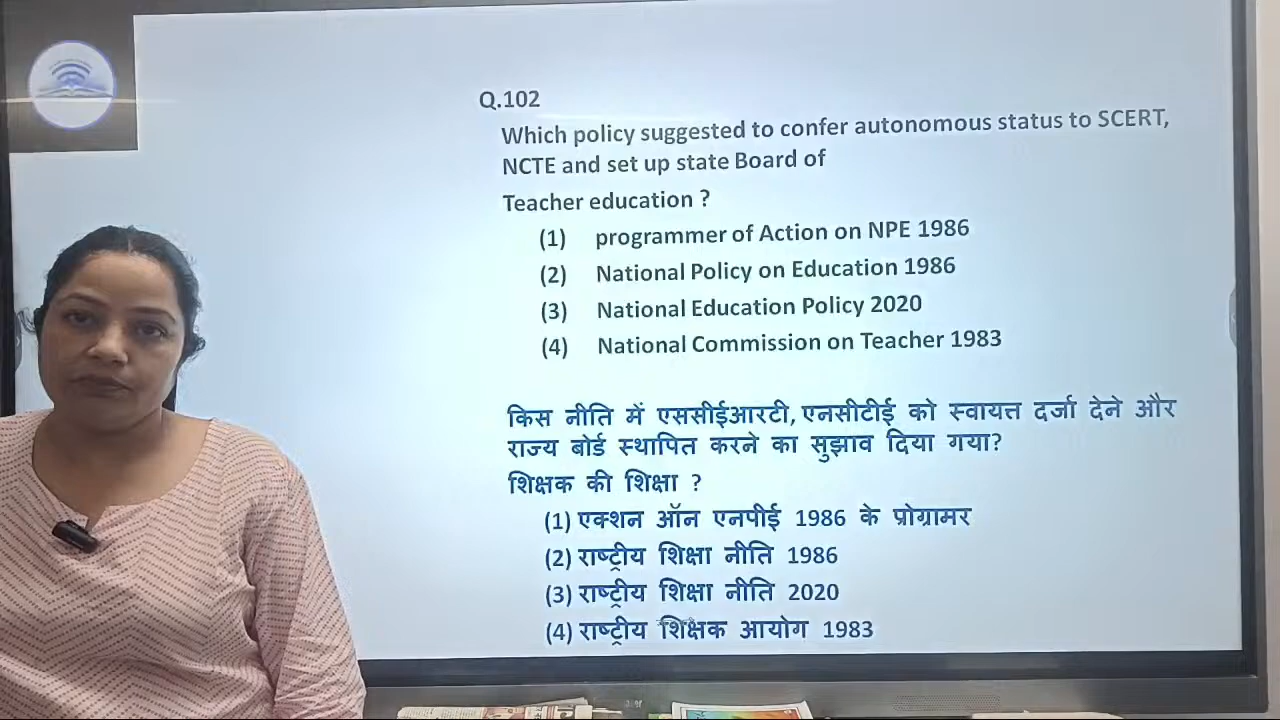 Q.102
Which policy suggested to confer autonomous status to SCERT,
NCTE and set up state Board of
Teacher education ?
(1) programmer of Action on NPE 1986
(2) National Policy on Education 1986
(3) National Education Policy 2020
(4) National Commission on Teacher 1983
किस नीति में एससीईआरटी, एनसीटीई को स्वायत्त दर्जा देने और
राज्य बोर्ड स्थापित करने का सुझाव दिया गया?
शिक्षक की शिक्षा ?
(1) एक्शन ऑन एनपीई 1986 के प्रोग्रामर
(2) राष्ट्रीय शिक्षा नीति 1986
(3) राष्ट्रीय शिक्षा नीति 2020
(4) राष्ट्रीय शिक्षक आयोग 1983